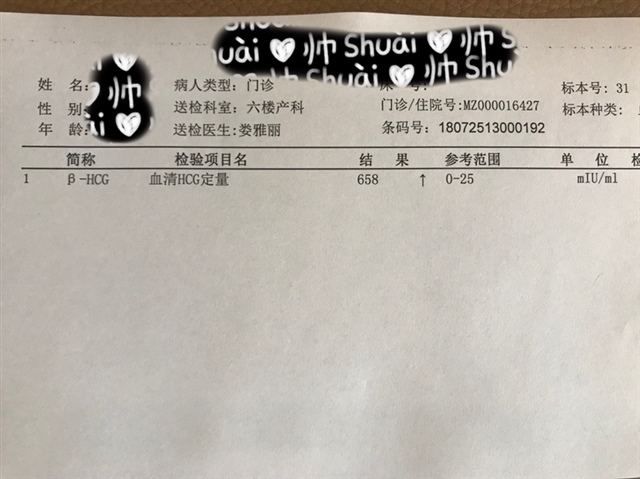 Shuài
Shuài 帅 Shuài 帅 S
Shuài 帅 Shu
姓 名: 帅 病人类型: 门诊 标本号: 31
性 别 送检科室: 六楼产科 门诊/住院号:MZ000016427 标本种类:
年 龄: ài 送检医生:娄雅丽 条码号: 18072513000192
简称 检验项目名 结 果 参考范围 单 位 检
1 β-HCG 血清HCG定量 658 ↑ 0-25 mIU/ml